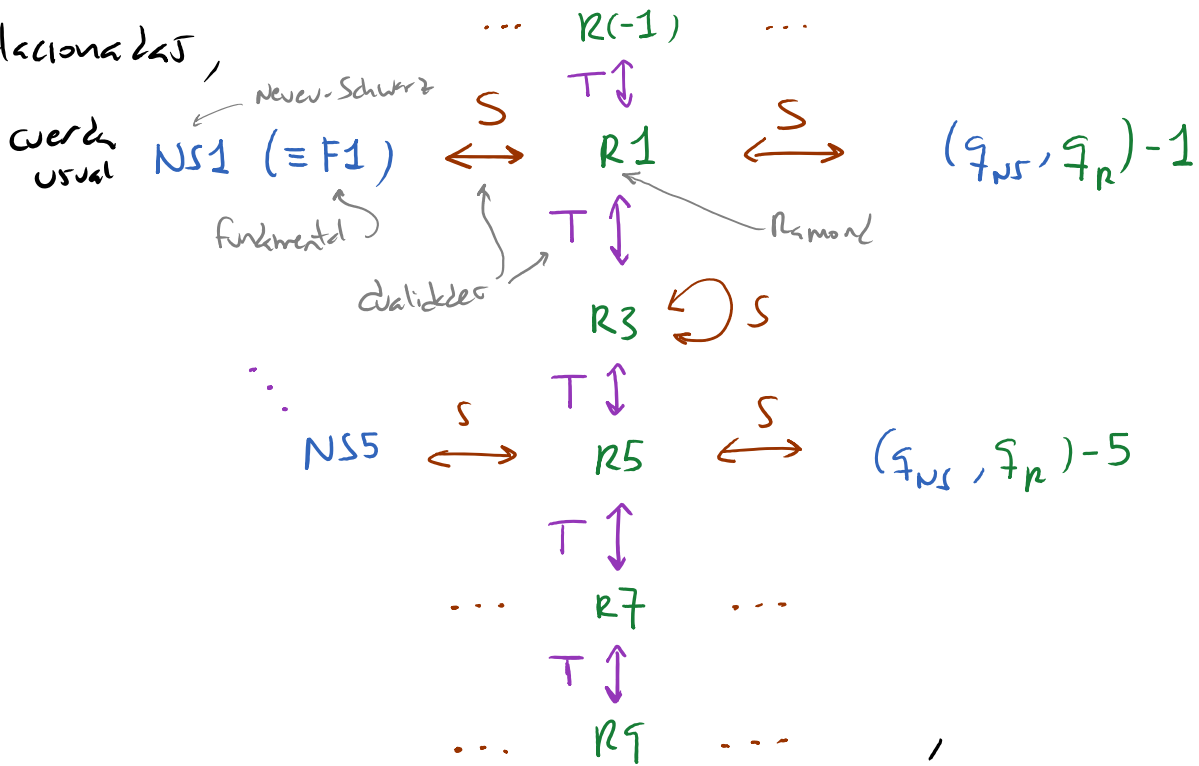 ... R(-1) ...
lacionadas,
T
Neveu-Schwarz
S S
cuerda usual NS1 (≡ F1) R1 (q_NS, q_R)-1
fundamental T Ramond
dualidades
R3 S
T
S S
NS5 R5 (q_NS, q_R)-5
T
... R7 ...
T
... R9 ... ,